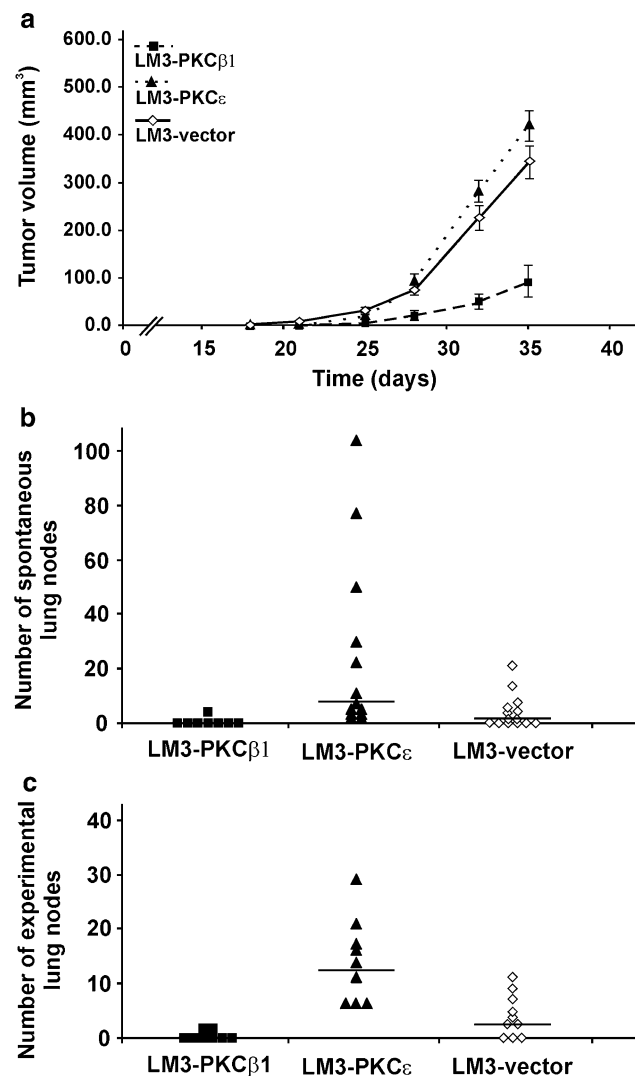 a
600.0
500.0
400.0
300.0
200.0
100.0
0.0
Tumor volume (mm³)
LM3-PKCβ1
LM3-PKCε
LM3-vector
0 15 20 25 30 35 40
Time (days)
b
100
80
60
40
20
0
Number of spontaneous
lung nodes
LM3-PKCβ1 LM3-PKCε LM3-vector
c
40
30
20
10
0
Number of experimental
lung nodes
LM3-PKCβ1 LM3-PKCε LM3-vector